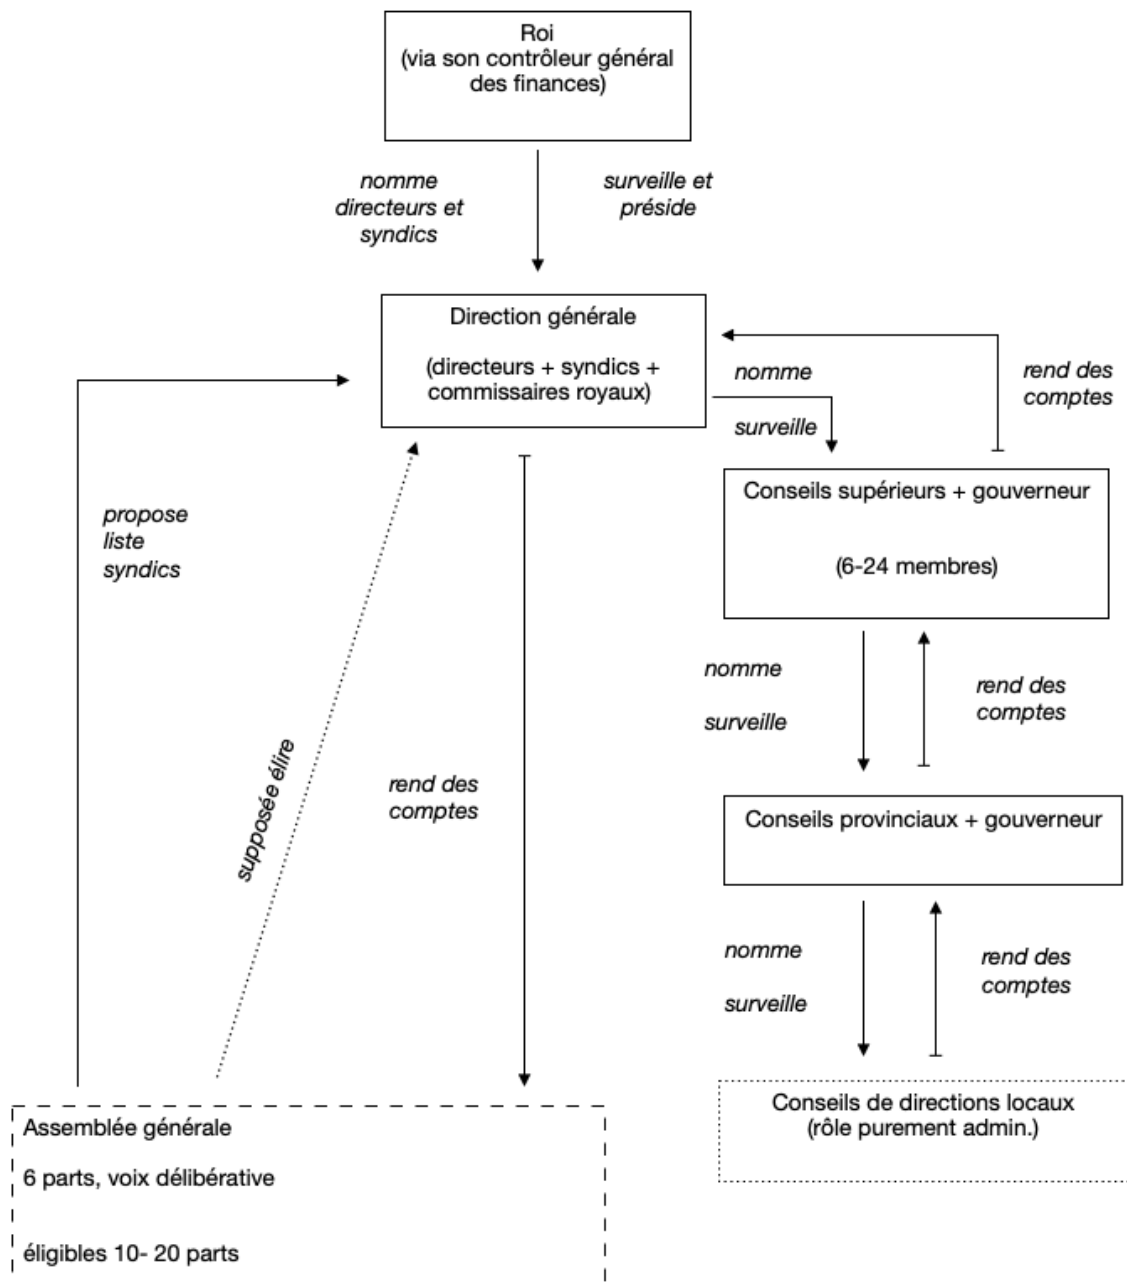 Roi
(via son contrôleur général
des finances)
nomme
directeurs et
syndics
surveille et
préside
Direction générale
(directeurs + syndics +
commissaires royaux)
nomme
surveille
rend des
comptes
Conseils supérieurs + gouverneur
(6-24 membres)
propose
liste
syndics
supposée élire
rend des
comptes
nomme
surveille
rend des
comptes
Conseils provinciaux + gouverneur
nomme
surveille
rend des
comptes
Assemblée générale
6 parts, voix délibérative
éligibles 10- 20 parts
Conseils de directions locaux
(rôle purement admin.)